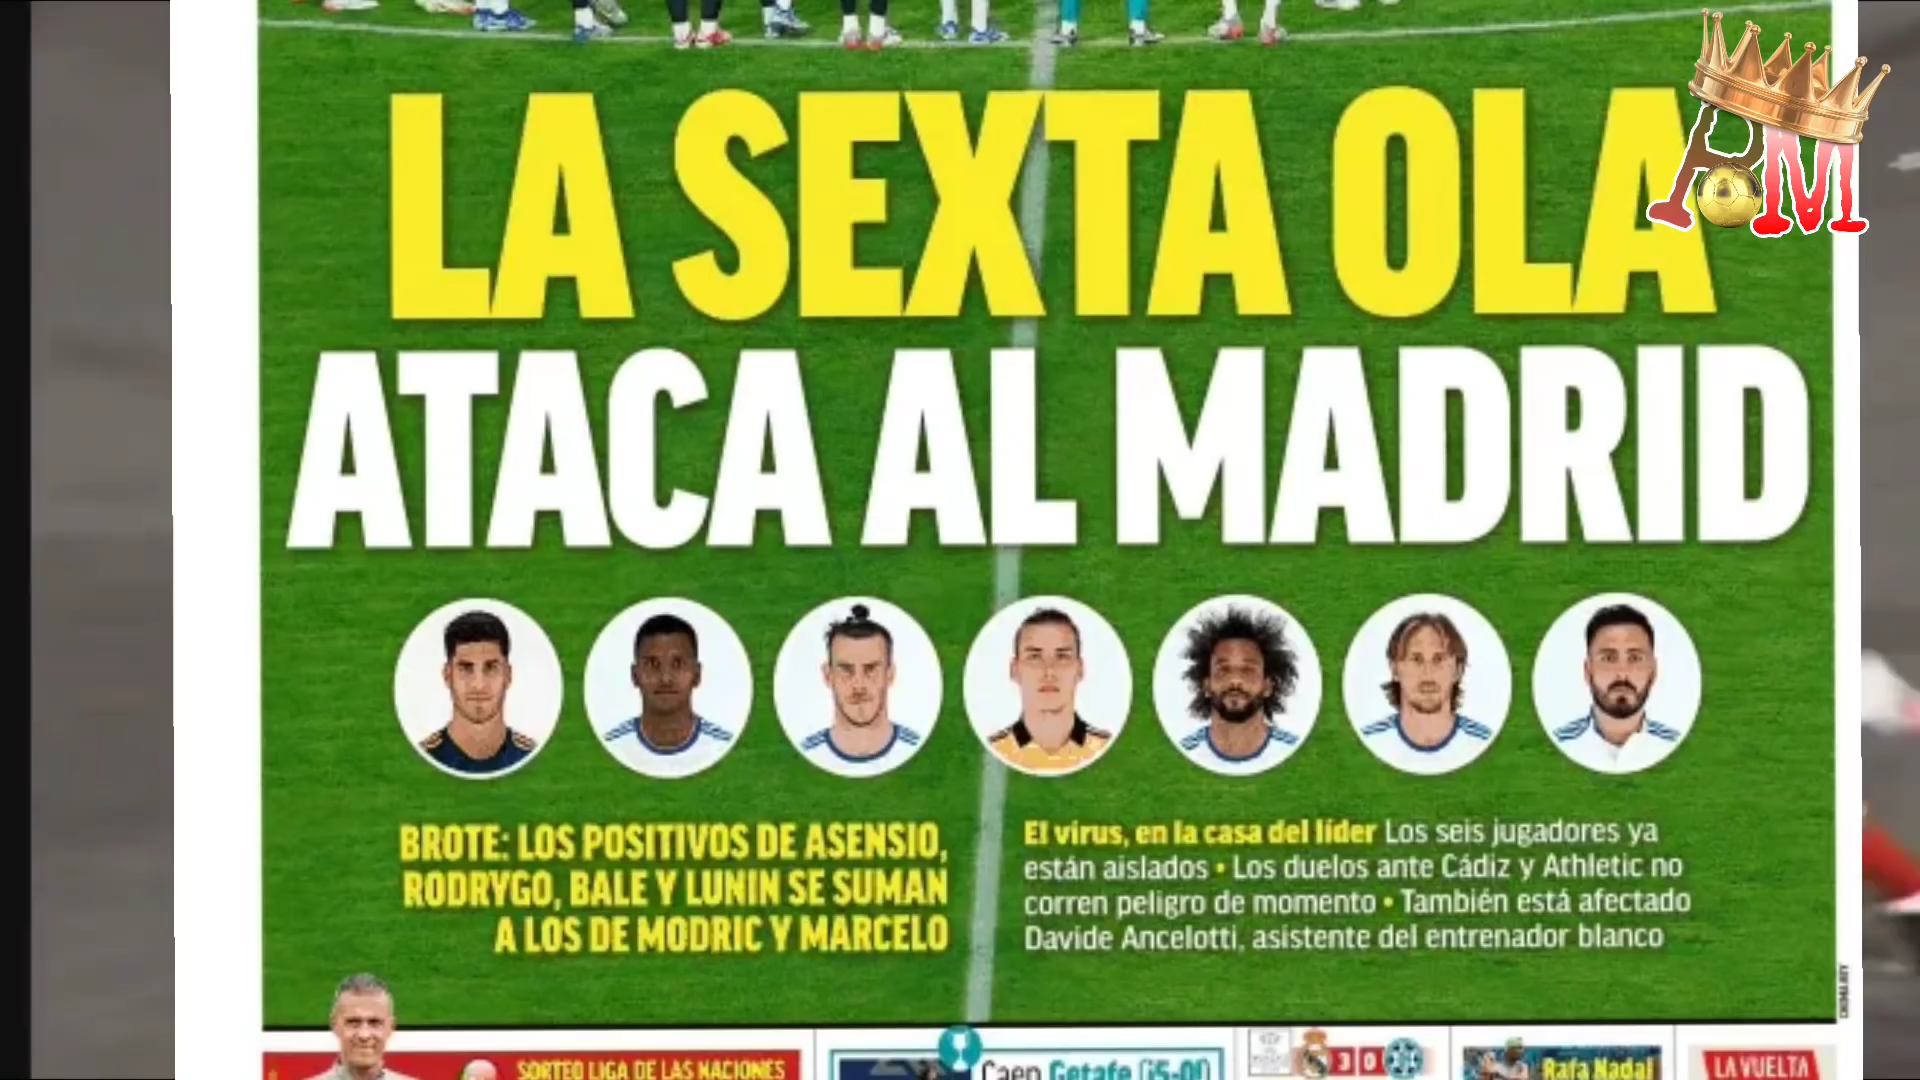 LA SEXTA OLA
ATACA AL MADRID
BROTE: LOS POSITIVOS DE ASENSIO,
RODRYGO, BALE Y LUNIN SE SUMAN
A LOS DE MODRIC Y MARCELO
El virus, en la casa del líder Los seis jugadores ya
están aislados • Los duelos ante Cádiz y Athletic no
corren peligro de momento • También está afectado
Davide Ancelotti, asistente del entrenador blanco
SORTEO LIGA DE LAS NACIONES
Caen Getafe (5-0)
3 0
Rafa Nadal
LA VUELTA
PM